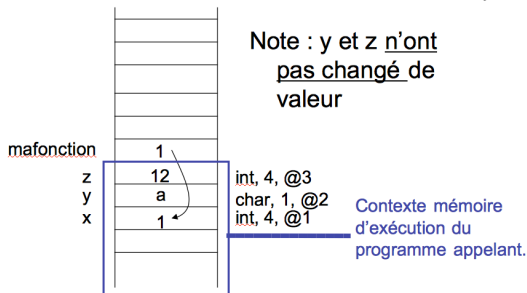 Note : y et z n'ont
pas changé de
valeur
mafonction 1
z 12 int, 4, @3
y a char, 1, @2
x 1 int, 4, @1
Contexte mémoire
d'exécution du
programme appelant.